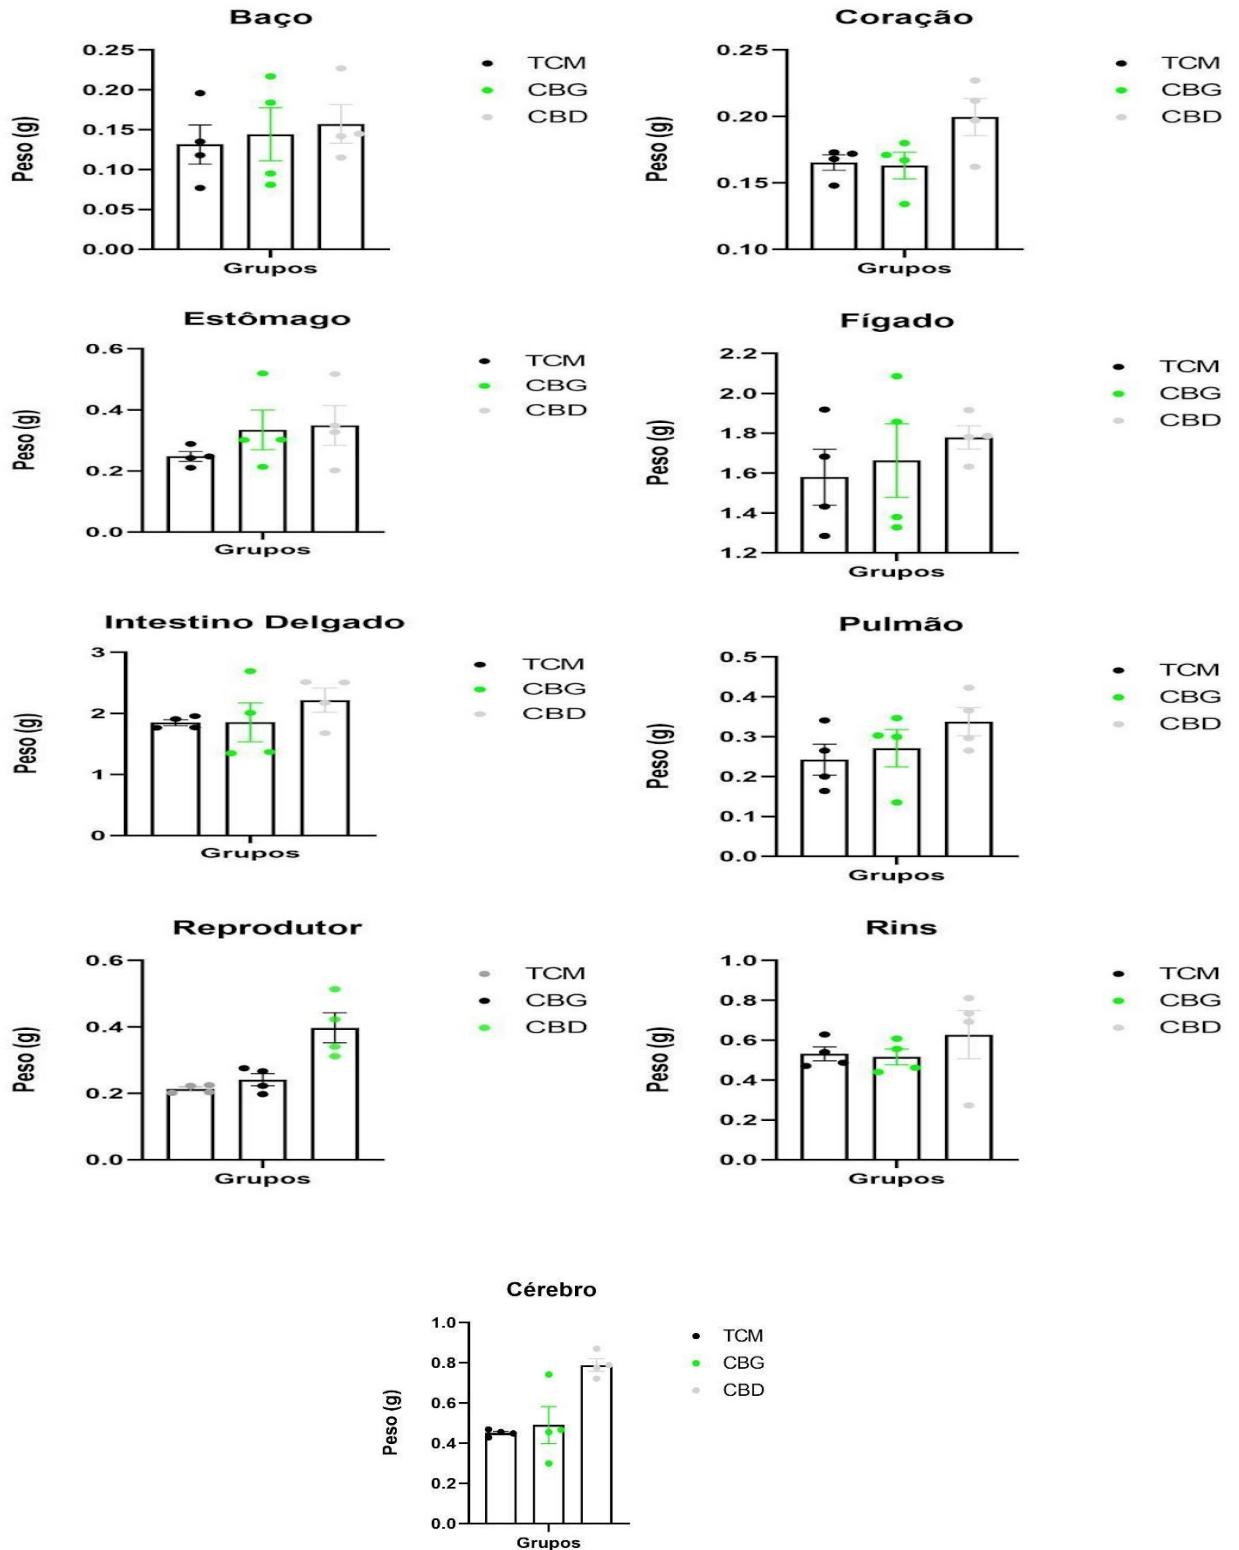 Baço
0.25
0.20
0.15
0.10
0.05
0.00
Peso (g)
Grupos
TCM
CBG
CBD
Coração
0.25
0.20
0.15
0.10
Peso (g)
Grupos
TCM
CBG
CBD
Estômago
0.6
0.4
0.2
0.0
Peso (g)
Grupos
TCM
CBG
CBD
Fígado
2.2
2.0
1.8
1.6
1.4
1.2
Peso (g)
Grupos
TCM
CBG
CBD
Intestino Delgado
3
2
1
0
Peso (g)
Grupos
TCM
CBG
CBD
Pulmão
0.5
0.4
0.3
0.2
0.1
0.0
Peso (g)
Grupos
TCM
CBG
CBD
Reprodutor
0.6
0.4
0.2
0.0
Peso (g)
Grupos
TCM
CBG
CBD
Rins
1.0
0.8
0.6
0.4
0.2
0.0
Peso (g)
Grupos
TCM
CBG
CBD
Cérebro
1.0
0.8
0.6
0.4
0.2
0.0
Peso (g)
Grupos
TCM
CBG
CBD